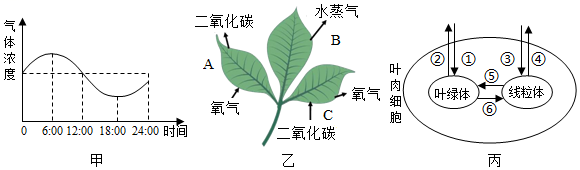 气体浓度
0 6:00 12:00 18:00 24:00 时间
甲
二氧化碳
水蒸气
A
B
氧气
氧气
C
二氧化碳
乙
② ① ③ ④
⑤
叶绿体 线粒体
⑥
叶肉细胞
丙